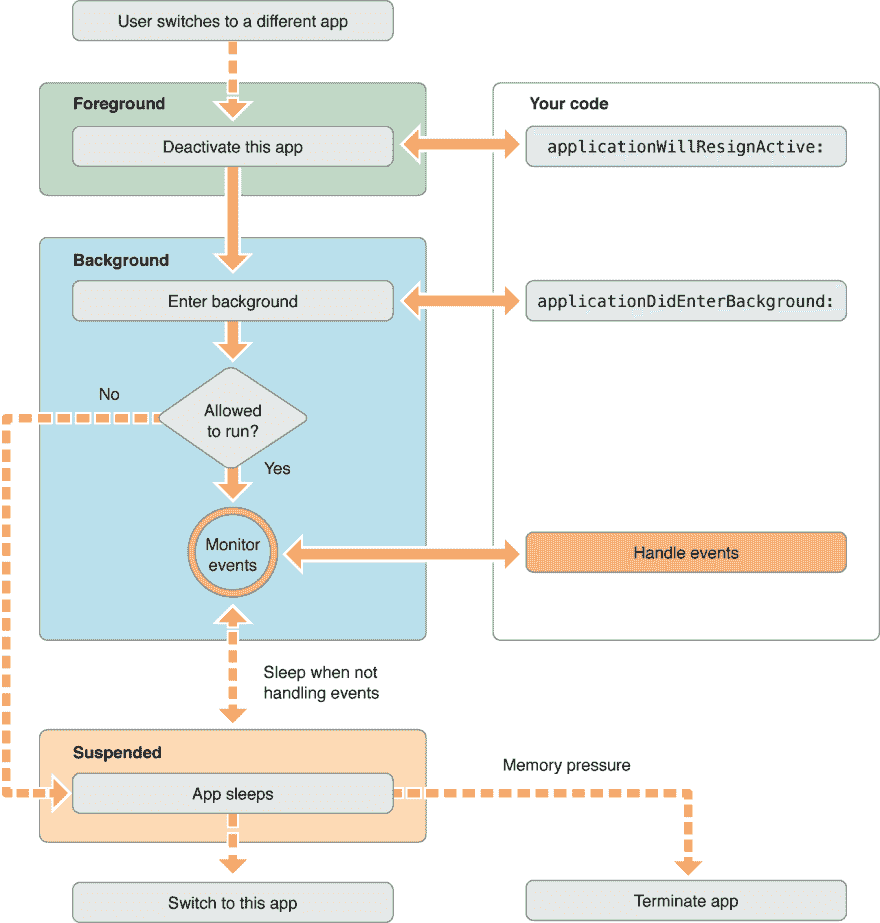 User switches to a different app
Foreground
Your code
Deactivate this app
applicationWillResignActive:
Background
Enter background
applicationDidEnterBackground:
No
Allowed
to run?
Yes
Monitor
events
Handle events
Sleep when not
handling events
Suspended
Memory pressure
App sleeps
Switch to this app
Terminate app